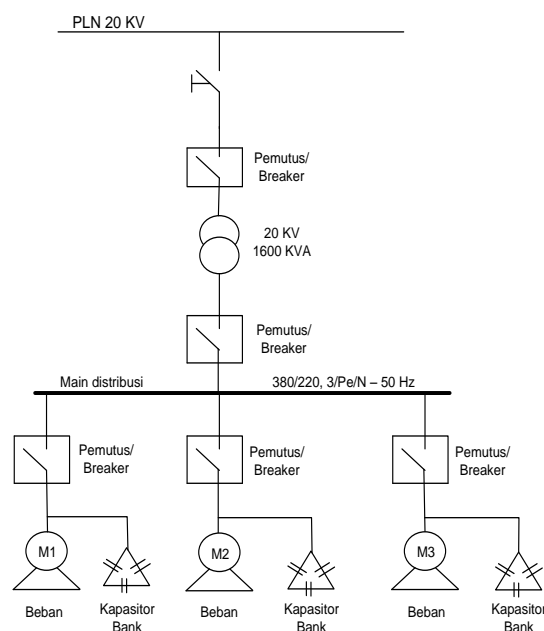 PLN 20 KV
Pemutus/
Breaker
20 KV
1600 KVA
Pemutus/
Breaker
Main distribusi
380/220, 3/Pe/N – 50 Hz
Pemutus/
Breaker
Pemutus/
Breaker
Pemutus/
Breaker
M1
M2
M3
Beban
Kapasitor
Bank
Beban
Kapasitor
Bank
Beban
Kapasitor
Bank